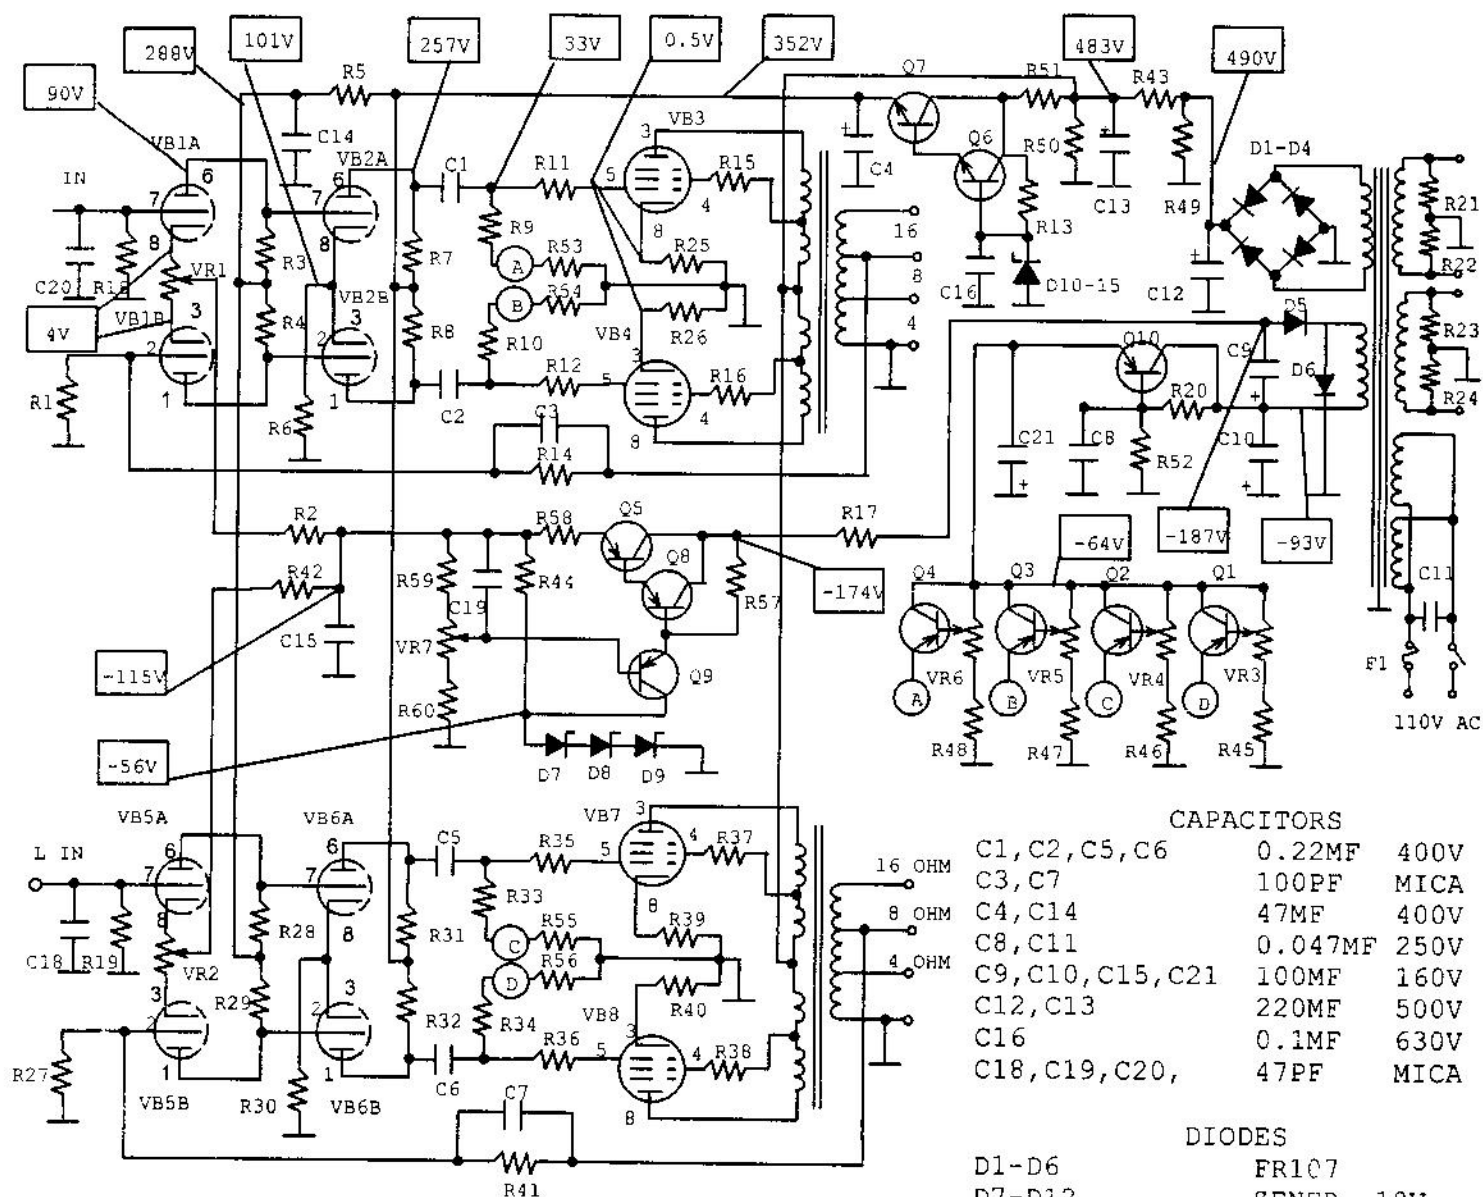 288V 101V 257V 33V 0.5V 352V 483V 490V
90V R5 Q7 R51 R43
C14 VB3 3 Q6 R50 D1-D4
VB1A VB2A C1 R11 R15 C4
IN 6 6 5 C13 R49
7 7 R9 4 R13 R21
8 8 R53 8 R25 16
C20 R18 VR1 R3 R7 A C16 D10-15 C12 R22
VB2B R54 8 D5
VB1B B VB4 R26
4V 3 R4 3 R8 R10 3 4 Q10 C9 D6 R23
2 2 R12 5 R16 R20
R1 1 R6 1 C2 4 R24
C3 8 C21 C8 R52 C10
R14
R2 R58 Q5 R17 -64V -187V -93V
R42 R59 R44 Q8 -174V Q4 Q3 Q2 Q1 C11
C19 R57
C15 VR7 VR6 VR5 VR4 VR3 F1
-115V Q9 A B C D
R60 110V AC
-56V R48 R47 R46 R45
D7 D8 D9
VB5A VB6A VB7 3
C5 CAPACITORS
L IN 6 6 R35 4 R37 16 OHM C1,C2,C5,C6 0.22MF 400V
7 7 5 C3,C7 100PF MICA
R33 8 8 OHM C4,C14 47MF 400V
8 R28 8 R31 R55 R39 C8,C11 0.047MF 250V
C18 R19 VR2 C R56 4 OHM C9,C10,C15,C21 100MF 160V
3 R29 3 D R40 C12,C13 220MF 500V
2 2 R32 R34 VB8 3 C16 0.1MF 630V
R36 5 4 R38 C18,C19,C20, 47PF MICA
R27 1 1 C6
VB5B R30 VB6B C7 8
DIODES
D1-D6 FR107
R41